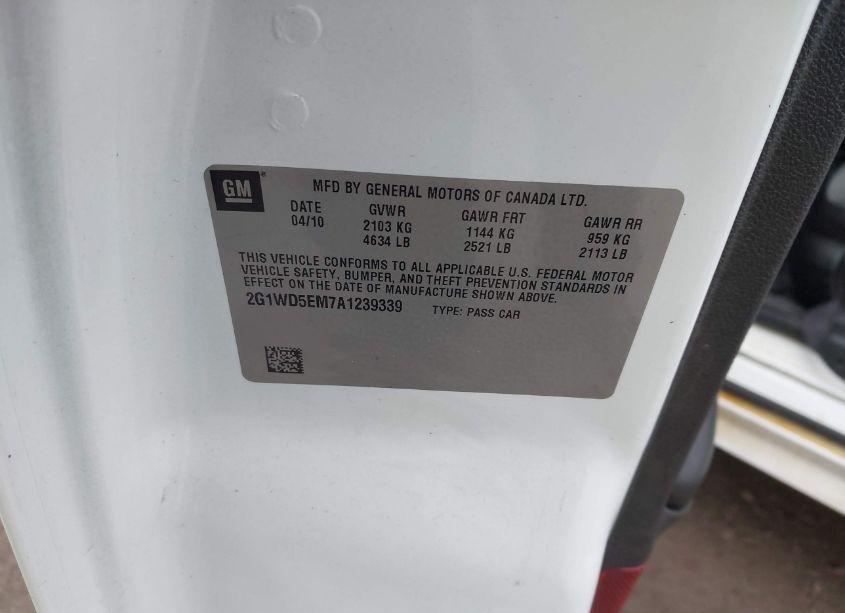 GM ®
MFD BY GENERAL MOTORS OF CANADA LTD.
DATE GVWR GAWR FRT GAWR RR
04/10 2103 KG 1144 KG 959 KG
4634 LB 2521 LB 2113 LB
THIS VEHICLE CONFORMS TO ALL APPLICABLE U.S. FEDERAL MOTOR
VEHICLE SAFETY, BUMPER, AND THEFT PREVENTION STANDARDS IN
EFFECT ON THE DATE OF MANUFACTURE SHOWN ABOVE.
2G1WD5EM7A1239339 TYPE: PASS CAR